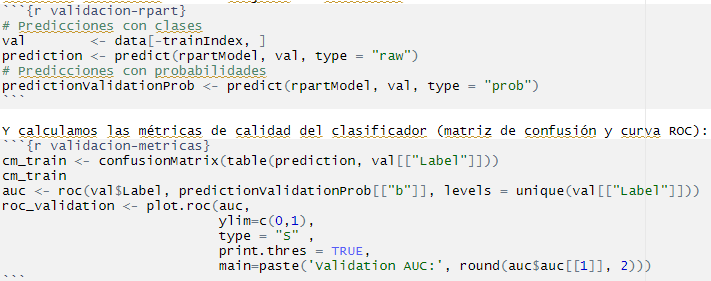 ```{r validacion-rpart}
# Predicciones con clases
val        <- data[-trainIndex, ]
prediction <- predict(rpartModel, val, type = "raw")
# Predicciones con probabilidades
predictionValidationProb <- predict(rpartModel, val, type = "prob")
```
Y calculamos las métricas de calidad del clasificador (matriz de confusión y curva ROC):
```{r validacion-metricas}
cm_train <- confusionMatrix(table(prediction, val[["Label"]]))
cm_train
auc <- roc(val$Label, predictionValidationProb[["b"]], levels = unique(val[["Label"]]))
roc_validation <- plot.roc(auc,
                           ylim=c(0,1),
                           type = "S" ,
                           print.thres = TRUE,
                           main=paste('Validation AUC:', round(auc$auc[[1]], 2)))
```